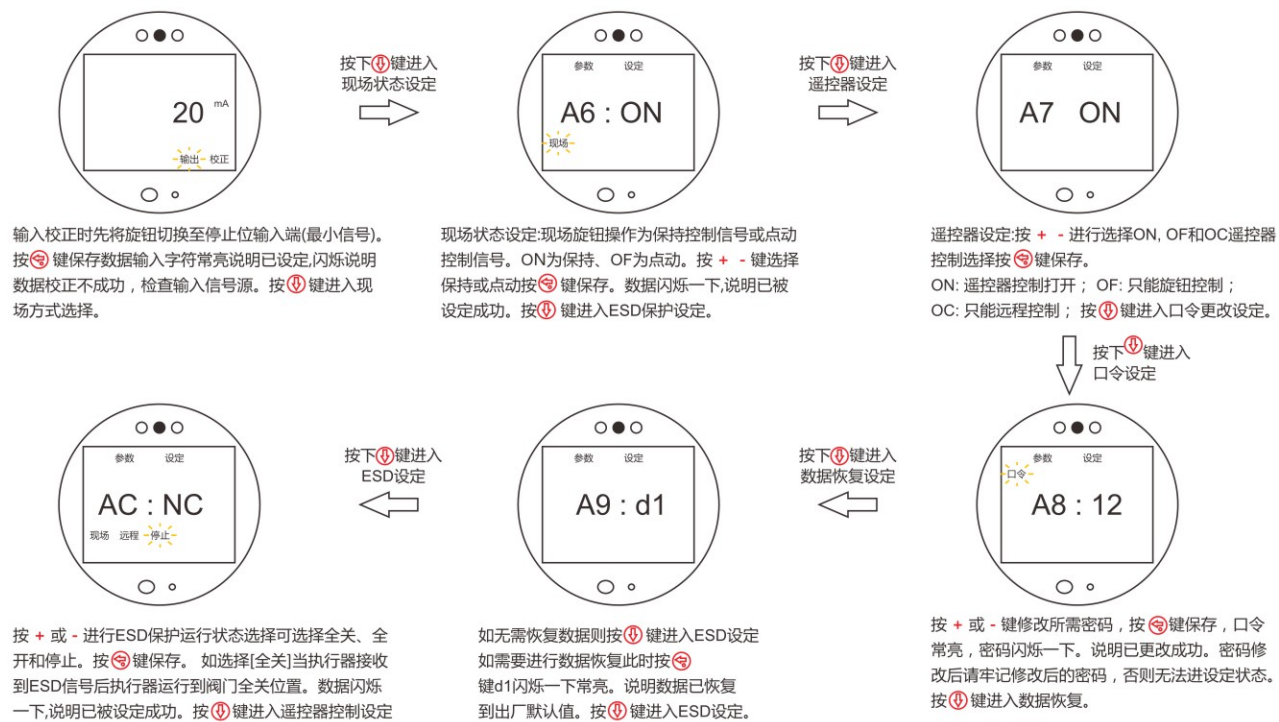 20 mA
输出 校正
按下键进入
现场状态设定
参数 设定
A6 : ON
现场
按下键进入
遥控器设定
参数 设定
A7 ON
输入校正时先将旋钮切换至停止位输入端(最小信号)。
按键保存数据输入字符常亮说明已设定,闪烁说明
数据校正不成功，检查输入信号源。按键进入现
场方式选择。
现场状态设定:现场旋钮操作为保持控制信号或点动
控制信号。ON为保持、OF为点动。按 + - 键选择
保持或点动按键保存。数据闪烁一下,说明已被
设定成功。按键进入ESD保护设定。
遥控器设定:按 + - 进行选择ON, OF和OC遥控器
控制选择按键保存。
ON: 遥控器控制打开； OF: 只能旋钮控制；
OC: 只能远程控制； 按键进入口令更改设定。
按下键进入
口令设定
参数 设定
AC : NC
现场 远程 停止
按下键进入
ESD设定
参数 设定
A9 : d1
按下键进入
数据恢复设定
参数 设定
口令
A8 : 12
按 + 或 - 进行ESD保护运行状态选择可选择全关、全
开和停止。按键保存。 如选择[全关]当执行器接收
到ESD信号后执行器运行到阀门全关位置。数据闪烁
一下,说明已被设定成功。按键进入遥控器控制设定
如无需恢复数据则按键进入ESD设定
如需要进行数据恢复此时按
键d1闪烁一下常亮。说明数据已恢复
到出厂默认值。按键进入ESD设定。
按 + 或 - 键修改所需密码，按键保存，口令
常亮，密码闪烁一下。说明已更改成功。密码修
改后请牢记修改后的密码，否则无法进设定状态。
按键进入数据恢复。